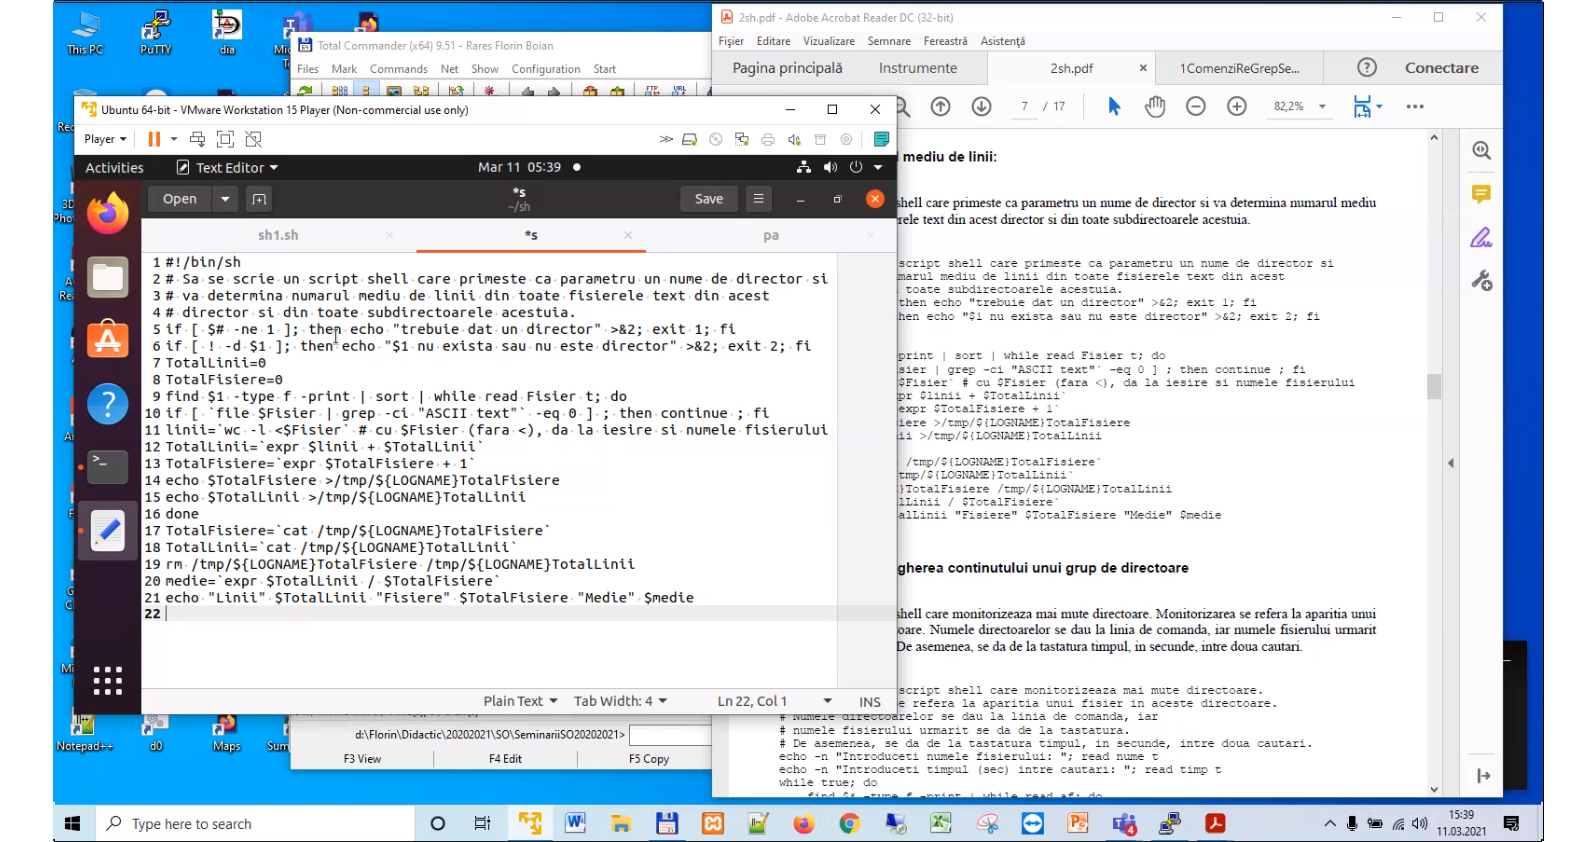 This PC
PuTTY
dia
Total Commander (x64) 9.51 - Rares Florin Boian
Files Mark Commands Net Show Configuration Start
Ubuntu 64-bit - VMware Workstation 15 Player (Non-commercial use only)
Player
Activities Text Editor Mar 11 05:39
Open *s Save
~/sh
sh1.sh *s pa
1 #!/bin/sh
2 # Sa se scrie un script shell care primeste ca parametru un nume de director si
3 # va determina numarul mediu de linii din toate fisierele text din acest
4 # director si din toate subdirectoarele acestuia.
5 if [ $# -ne 1 ]; then echo "trebuie dat un director" >&2; exit 1; fi
6 if [ ! -d $1 ]; then echo "$1 nu exista sau nu este director" >&2; exit 2; fi
7 TotalLinii=0
8 TotalFisiere=0
9 find $1 -type f -print | sort | while read Fisier t; do
10 if [ `file $Fisier | grep -ci "ASCII text"` -eq 0 ] ; then continue ; fi
11 linii=`wc -l <$Fisier` # cu $Fisier (fara <), da la iesire si numele fisierului
12 TotalLinii=`expr $linii + $TotalLinii`
13 TotalFisiere=`expr $TotalFisiere + 1`
14 echo $TotalFisiere >/tmp/${LOGNAME}TotalFisiere
15 echo $TotalLinii >/tmp/${LOGNAME}TotalLinii
16 done
17 TotalFisiere=`cat /tmp/${LOGNAME}TotalFisiere`
18 TotalLinii=`cat /tmp/${LOGNAME}TotalLinii`
19 rm /tmp/${LOGNAME}TotalFisiere /tmp/${LOGNAME}TotalLinii
20 medie=`expr $TotalLinii / $TotalFisiere`
21 echo "Linii" $TotalLinii "Fisiere" $TotalFisiere "Medie" $medie
22
Plain Text Tab Width: 4 Ln 22, Col 1 INS
d:\Florin\Didactic\20202021\SO\SeminariiSO20202021>
F3 View F4 Edit F5 Copy
Notepad++ d0 Maps
2sh.pdf - Adobe Acrobat Reader DC (32-bit)
Fișier Editare Vizualizare Semnare Fereastră Asistență
Pagina principală Instrumente 2sh.pdf 1ComenziReGrepSe... Conectare
7 / 17 82,2%
mediu de linii:
shell care primeste ca parametru un nume de director si va determina numarul mediu
rele text din acest director si din toate subdirectoarele acestuia.
script shell care primeste ca parametru un nume de director si
marul mediu de linii din toate fisierele text din acest
toate subdirectoarele acestuia.
then echo "trebuie dat un director" >&2; exit 1; fi
hen echo "$1 nu exista sau nu este director" >&2; exit 2; fi
print | sort | while read Fisier t; do
sier | grep -ci "ASCII text"` -eq 0 ] ; then continue ; fi
$Fisier` # cu $Fisier (fara <), da la iesire si numele fisierului
pr $linii + $TotalLinii`
expr $TotalFisiere + 1`
iere >/tmp/${LOGNAME}TotalFisiere
ii >/tmp/${LOGNAME}TotalLinii
/tmp/${LOGNAME}TotalFisiere`
tmp/${LOGNAME}TotalLinii`
}TotalFisiere /tmp/${LOGNAME}TotalLinii
lLinii / $TotalFisiere`
alLinii "Fisiere" $TotalFisiere "Medie" $medie
gherea continutului unui grup de directoare
shell care monitorizeaza mai mute directoare. Monitorizarea se refera la aparitia unui
oare. Numele directoarelor se dau la linia de comanda, iar numele fisierului urmarit
De asemenea, se da de la tastatura timpul, in secunde, intre doua cautari.
script shell care monitorizeaza mai mute directoare.
e refera la aparitia unui fisier in aceste directoare.
# Numele directoarelor se dau la linia de comanda, iar
# numele fisierului urmarit se da de la tastatura.
# De asemenea, se da de la tastatura timpul, in secunde, intre doua cautari.
echo -n "Introduceti numele fisierului: "; read nume t
echo -n "Introduceti timpul (sec) intre cautari: "; read timp t
while true; do
find $* -type f -print | while read af; do
Type here to search
15:39
11.03.2021